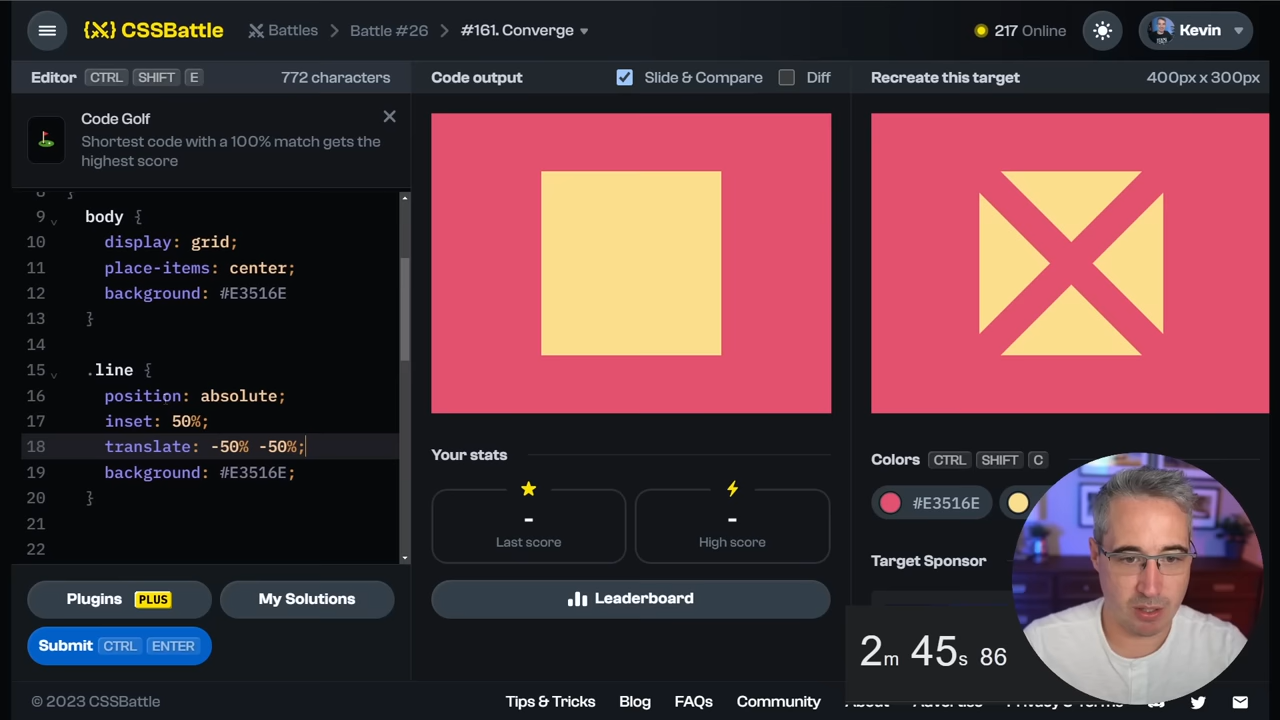 {X} CSSBattle
Battles
Battle #26
#161. Converge
217 Online
Kevin
Editor CTRL SHIFT E 772 characters
Code output
Slide & Compare
Diff
Recreate this target
400px x 300px
Code Golf
Shortest code with a 100% match gets the
highest score
8 }
9 body {
10 display: grid;
11 place-items: center;
12 background: #E3516E
13 }
14
15 .line {
16 position: absolute;
17 inset: 50%;
18 translate: -50% -50%;
19 background: #E3516E;
20 }
21
22
Your stats
-
Last score
-
High score
Leaderboard
Colors CTRL SHIFT C
#E3516E
Target Sponsor
Plugins PLUS
My Solutions
Submit CTRL ENTER
2m 45s 86
© 2023 CSSBattle
Tips & Tricks
Blog
FAQs
Community